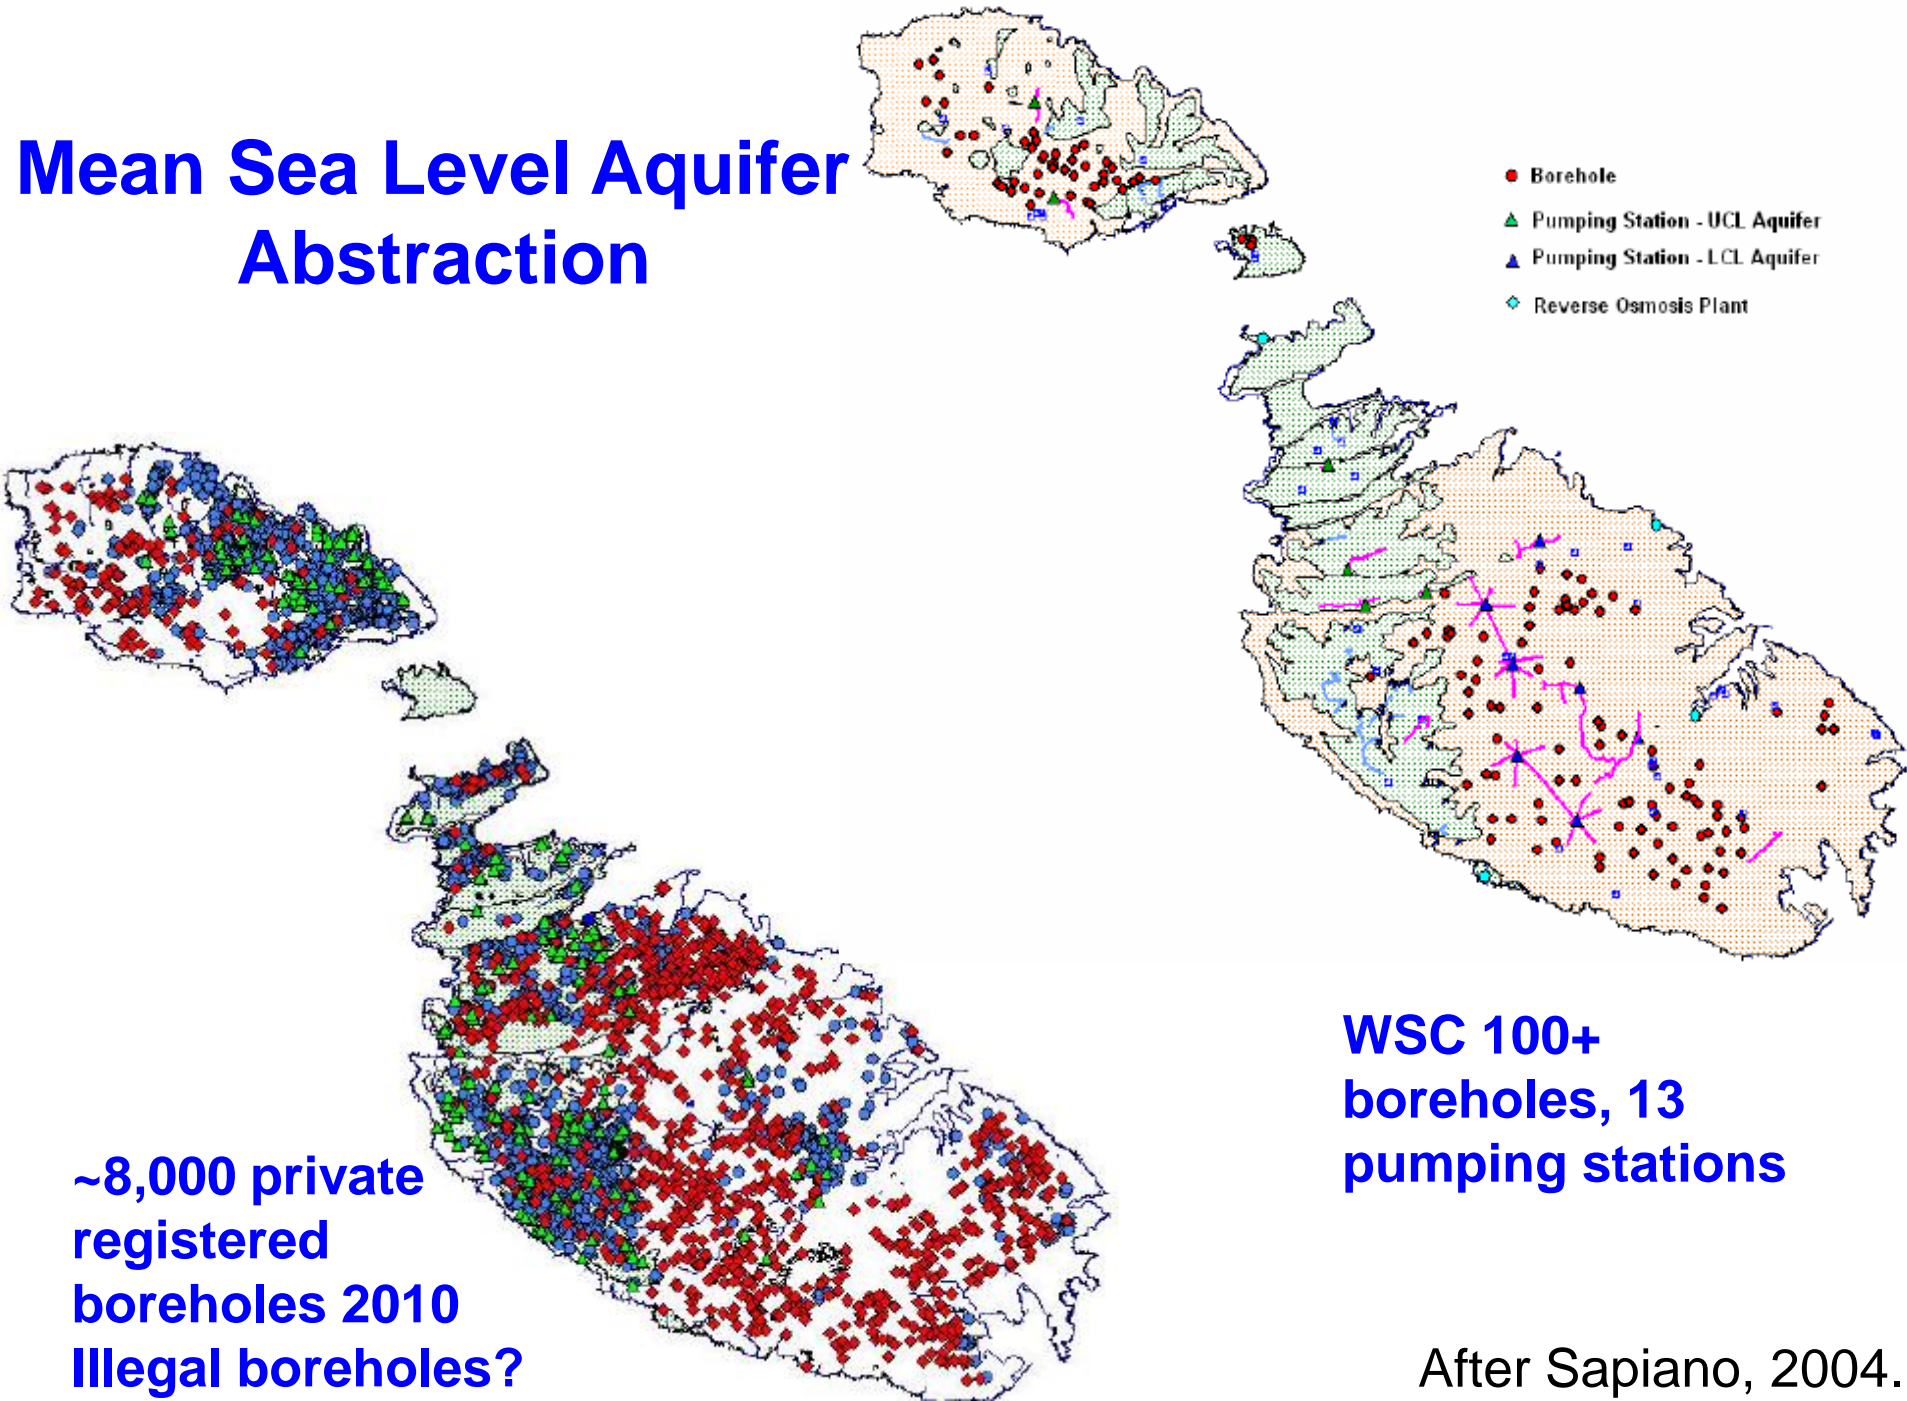 Mean Sea Level Aquifer
Abstraction
Borehole
Pumping Station - UCL Aquifer
Pumping Station - LCL Aquifer
Reverse Osmosis Plant
WSC 100+
boreholes, 13
pumping stations
~8,000 private
registered
boreholes 2010
Illegal boreholes?
After Sapiano, 2004.